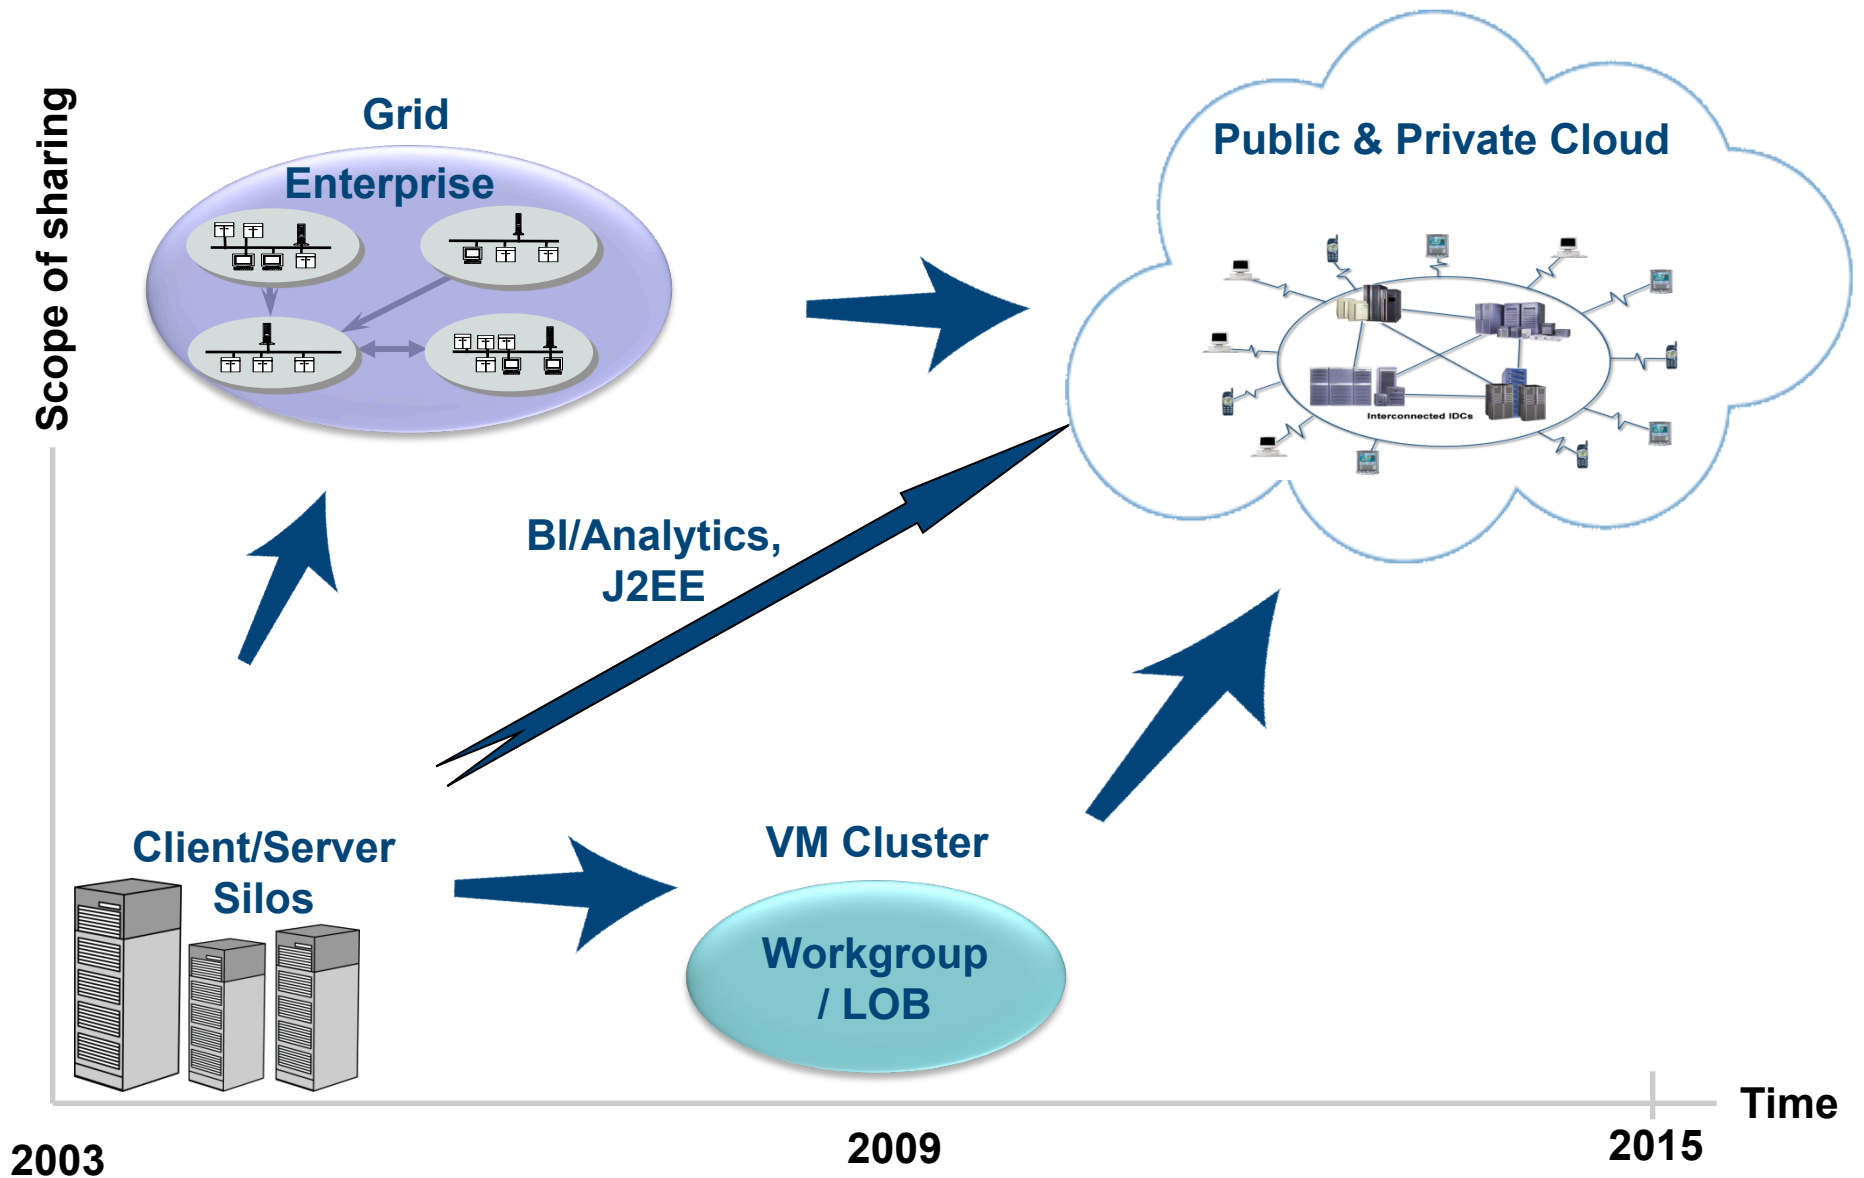 Scope of sharing
Grid
Enterprise
Public & Private Cloud
Interconnected IDCs
BI/Analytics,
J2EE
Client/Server
Silos
VM Cluster
Workgroup
/ LOB
Time
2003
2009
2015